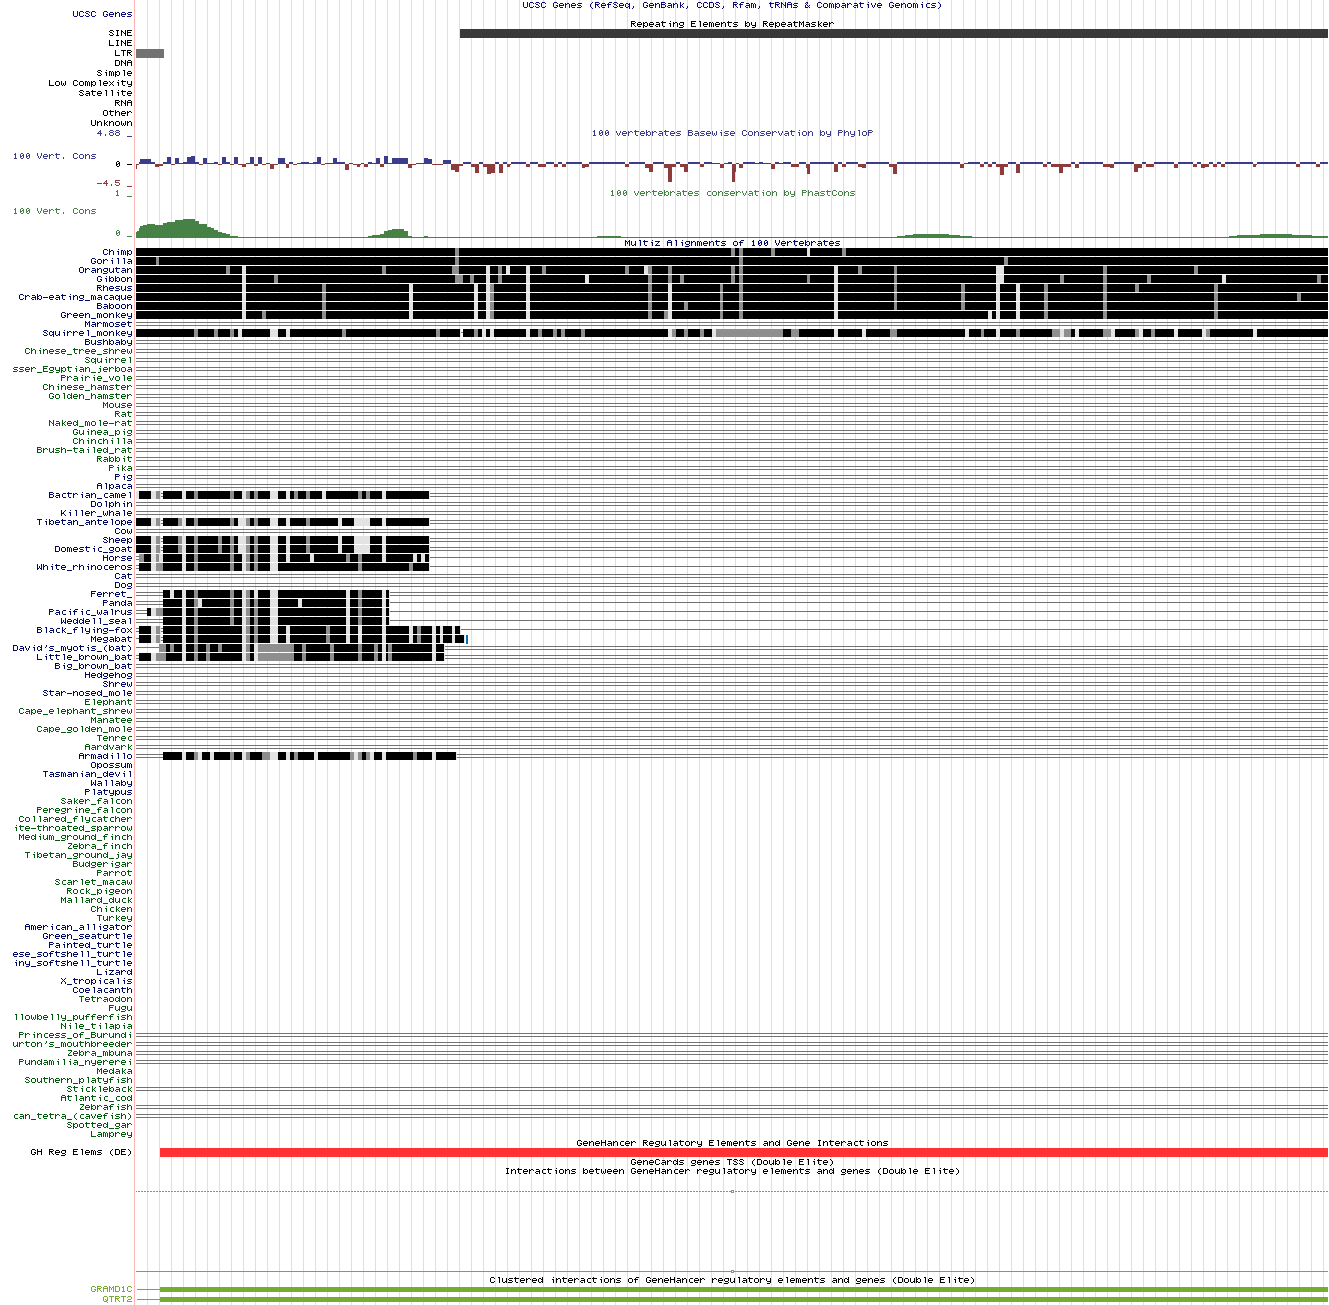 UCSC Genes (RefSeq, GenBank, CCDS, Rfam, tRNAs & Comparative Genomics)
UCSC Genes
Repeating Elements by RepeatMasker
SINE
LINE
LTR
DNA
Simple
Low Complexity
Satellite
RNA
Other
Unknown
4.88 _
100 vertebrates Basewise Conservation by PhyloP
100 Vert. Cons
0 _
-4.5 _
1 _
100 vertebrates conservation by PhastCons
100 Vert. Cons
0 _
Multiz Alignments of 100 Vertebrates
Chimp
Gorilla
Orangutan
Gibbon
Rhesus
Crab-eating_macaque
Baboon
Green_monkey
Marmoset
Squirrel_monkey
Bushbaby
Chinese_tree_shrew
Squirrel
sser_Egyptian_jerboa
Prairie_vole
Chinese_hamster
Golden_hamster
Mouse
Rat
Naked_mole-rat
Guinea_pig
Chinchilla
Brush-tailed_rat
Rabbit
Pika
Pig
Alpaca
Bactrian_camel
Dolphin
Killer_whale
Tibetan_antelope
Cow
Sheep
Domestic_goat
Horse
White_rhinoceros
Cat
Dog
Ferret_
Panda
Pacific_walrus
Weddell_seal
Black_flying-fox
Megabat
David's_myotis_(bat)
Little_brown_bat
Big_brown_bat
Hedgehog
Shrew
Star-nosed_mole
Elephant
Cape_elephant_shrew
Manatee
Cape_golden_mole
Tenrec
Aardvark
Armadillo
Opossum
Tasmanian_devil
Wallaby
Platypus
Saker_falcon
Peregrine_falcon
Collared_flycatcher
ite-throated_sparrow
Medium_ground_finch
Zebra_finch
Tibetan_ground_jay
Budgerigar
Parrot
Scarlet_macaw
Rock_pigeon
Mallard_duck
Chicken
Turkey
American_alligator
Green_seaturtle
Painted_turtle
ese_softshell_turtle
iny_softshell_turtle
Lizard
X_tropicalis
Coelacanth
Tetraodon
Fugu
llowbelly_pufferfish
Nile_tilapia
Princess_of_Burundi
urton's_mouthbreeder
Zebra_mbuna
Pundamilia_nyererei
Medaka
Southern_platyfish
Stickleback
Atlantic_cod
Zebrafish
can_tetra_(cavefish)
Spotted_gar
Lamprey
GeneHancer Regulatory Elements and Gene Interactions
GH Reg Elems (DE)
GeneCards genes TSS (Double Elite)
Interactions between GeneHancer regulatory elements and genes (Double Elite)
Clustered interactions of GeneHancer regulatory elements and genes (Double Elite)
GRAMD1C
QTRT2